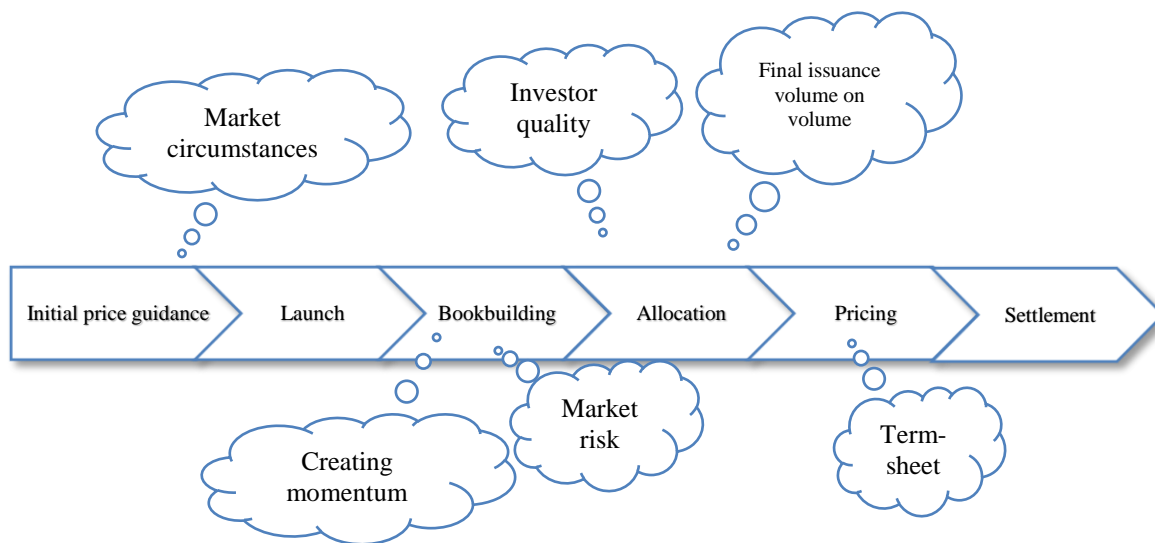 Market
circumstances
Investor
quality
Final issuance
volume on
volume
Initial price guidance
Launch
Bookbuilding
Allocation
Pricing
Settlement
Creating
momentum
Market
risk
Term-
sheet